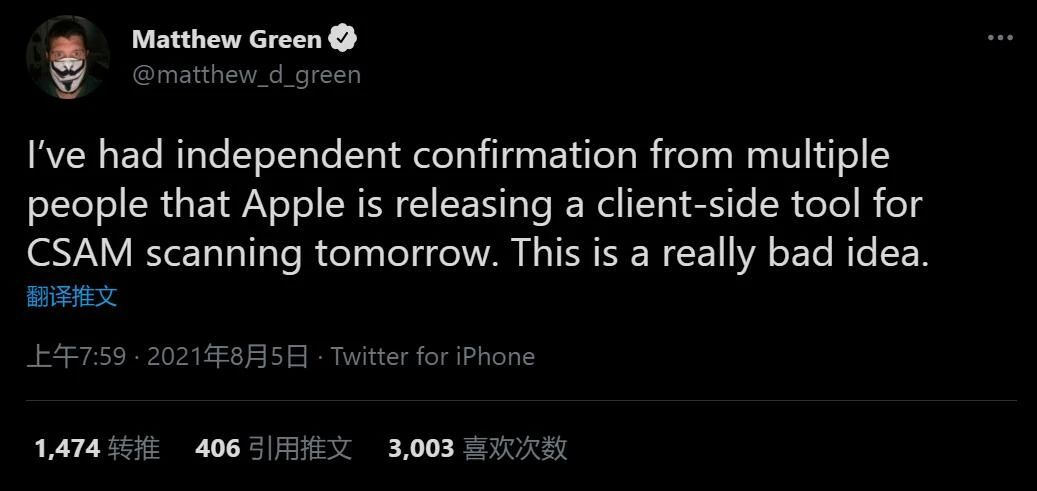 Matthew Green
@matthew_d_green
I’ve had independent confirmation from multiple
people that Apple is releasing a client-side tool for
CSAM scanning tomorrow. This is a really bad idea.
翻译推文
上午7:59 · 2021年8月5日 · Twitter for iPhone
1,474 转推 406 引用推文 3,003 喜欢次数